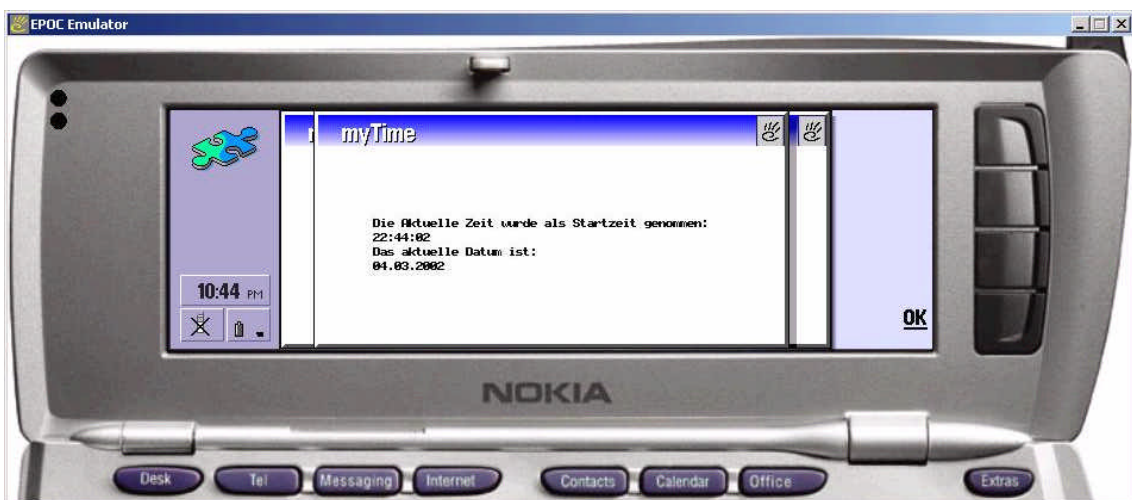 EPOC Emulator
myTime
Die Aktuelle Zeit wurde als Startzeit genommen:
22:44:02
Das aktuelle Datum ist:
04.03.2002
10:44 PM
OK
NOKIA
Desk Tel Messaging Internet Contacts Calendar Office Extras